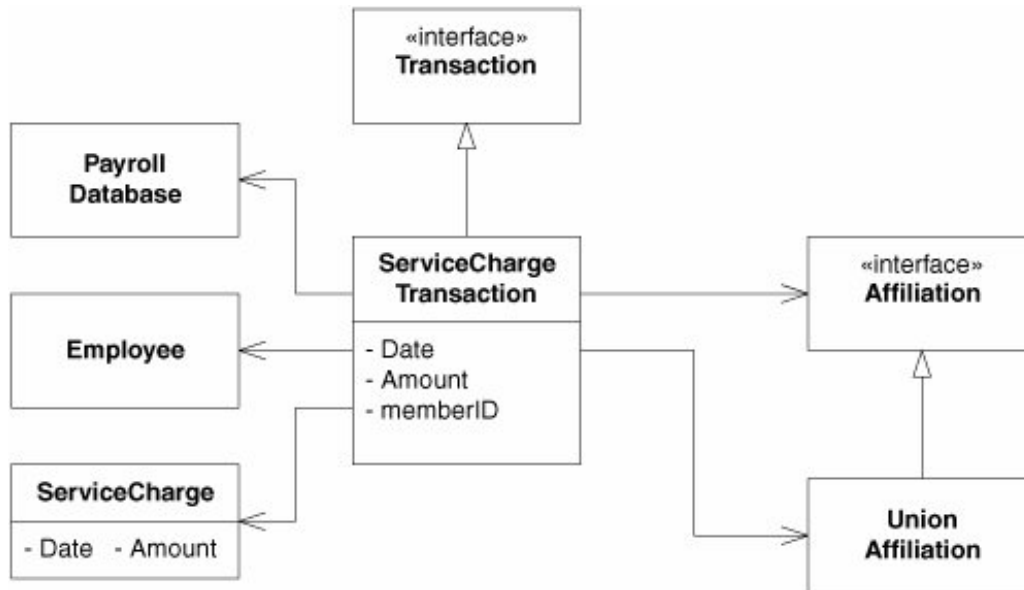 «interface»
Transaction
Payroll
Database
ServiceCharge
Transaction
- Date
- Amount
- memberID
«interface»
Affiliation
Employee
ServiceCharge
- Date - Amount
Union
Affiliation